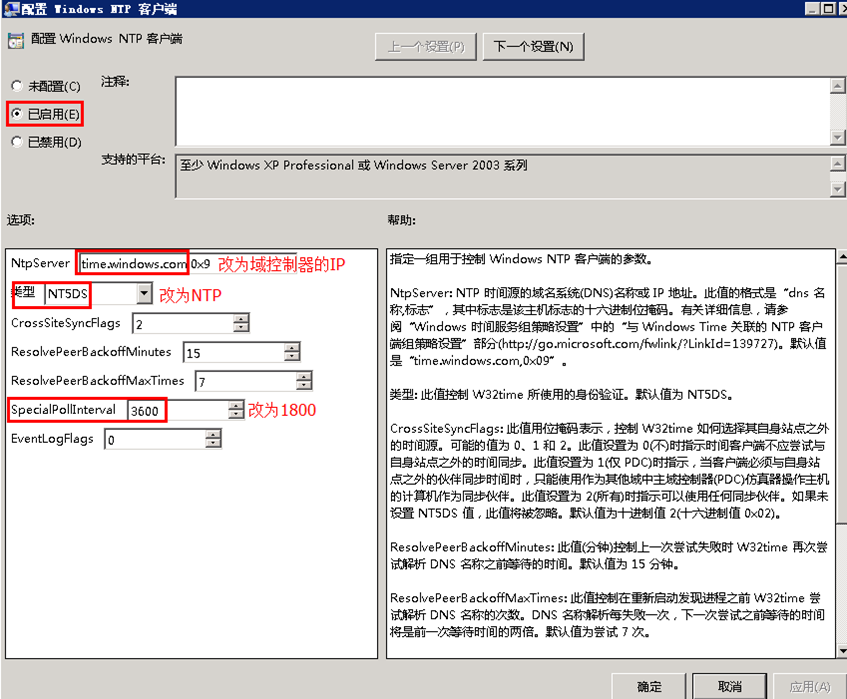 配置 Windows NTP 客户端
配置 Windows NTP 客户端
上一个设置(P)
下一个设置(N)
未配置(C)
注释:
已启用(E)
已禁用(D)
支持的平台:
至少 Windows XP Professional 或 Windows Server 2003 系列
选项:
帮助:
NtpServer time.windows.com,0x9 改为域控制器的IP
类型 NT5DS 改为NTP
CrossSiteSyncFlags 2
ResolvePeerBackoffMinutes 15
ResolvePeerBackoffMaxTimes 7
SpecialPollInterval 3600 改为1800
EventLogFlags 0
指定一组用于控制 Windows NTP 客户端的参数。
NtpServer: NTP 时间源的域名系统(DNS)名称或 IP 地址。此值的格式是“dns 名
称,标志”，其中标志是该主机标志的十六进制位掩码。有关详细信息，请参
阅“Windows 时间服务组策略设置”中的“与 Windows Time 关联的 NTP 客户
端组策略设置”部分(http://go.microsoft.com/fwlink/?LinkId=139727)。默认值
是“time.windows.com,0x09”。
类型: 此值控制 W32time 所使用的身份验证。默认值为 NT5DS。
CrossSiteSyncFlags: 此值用位掩码表示，控制 W32time 如何选择其自身站点之外
的时间源。可能的值为 0、1 和 2。此值设置为 0(不)时指示时间客户端不应尝试与
自身站点之外的时间同步。此值设置为 1(仅 PDC)时指示，当客户端必须与自身站
点之外的伙伴同步时间时，只能使用作为其他域中主域控制器(PDC)仿真器操作主机
的计算机作为同步伙伴。此值设置为 2(所有)时指示可以使用任何同步伙伴。如果未
设置 NT5DS 值，此值将被忽略。默认值为十进制值 2(十六进制值 0x02)。
ResolvePeerBackoffMinutes: 此值(分钟)控制上一次尝试失败时 W32time 再次尝
试解析 DNS 名称之前等待的时间。默认值为 15 分钟。
ResolvePeerBackoffMaxTimes: 此值控制在重新启动发现进程之前 W32time 尝
试解析 DNS 名称的次数。DNS 名称解析每失败一次，下一次尝试之前等待的时间
将是前一次等待时间的两倍。默认值为尝试 7 次。
确定
取消
应用(A)